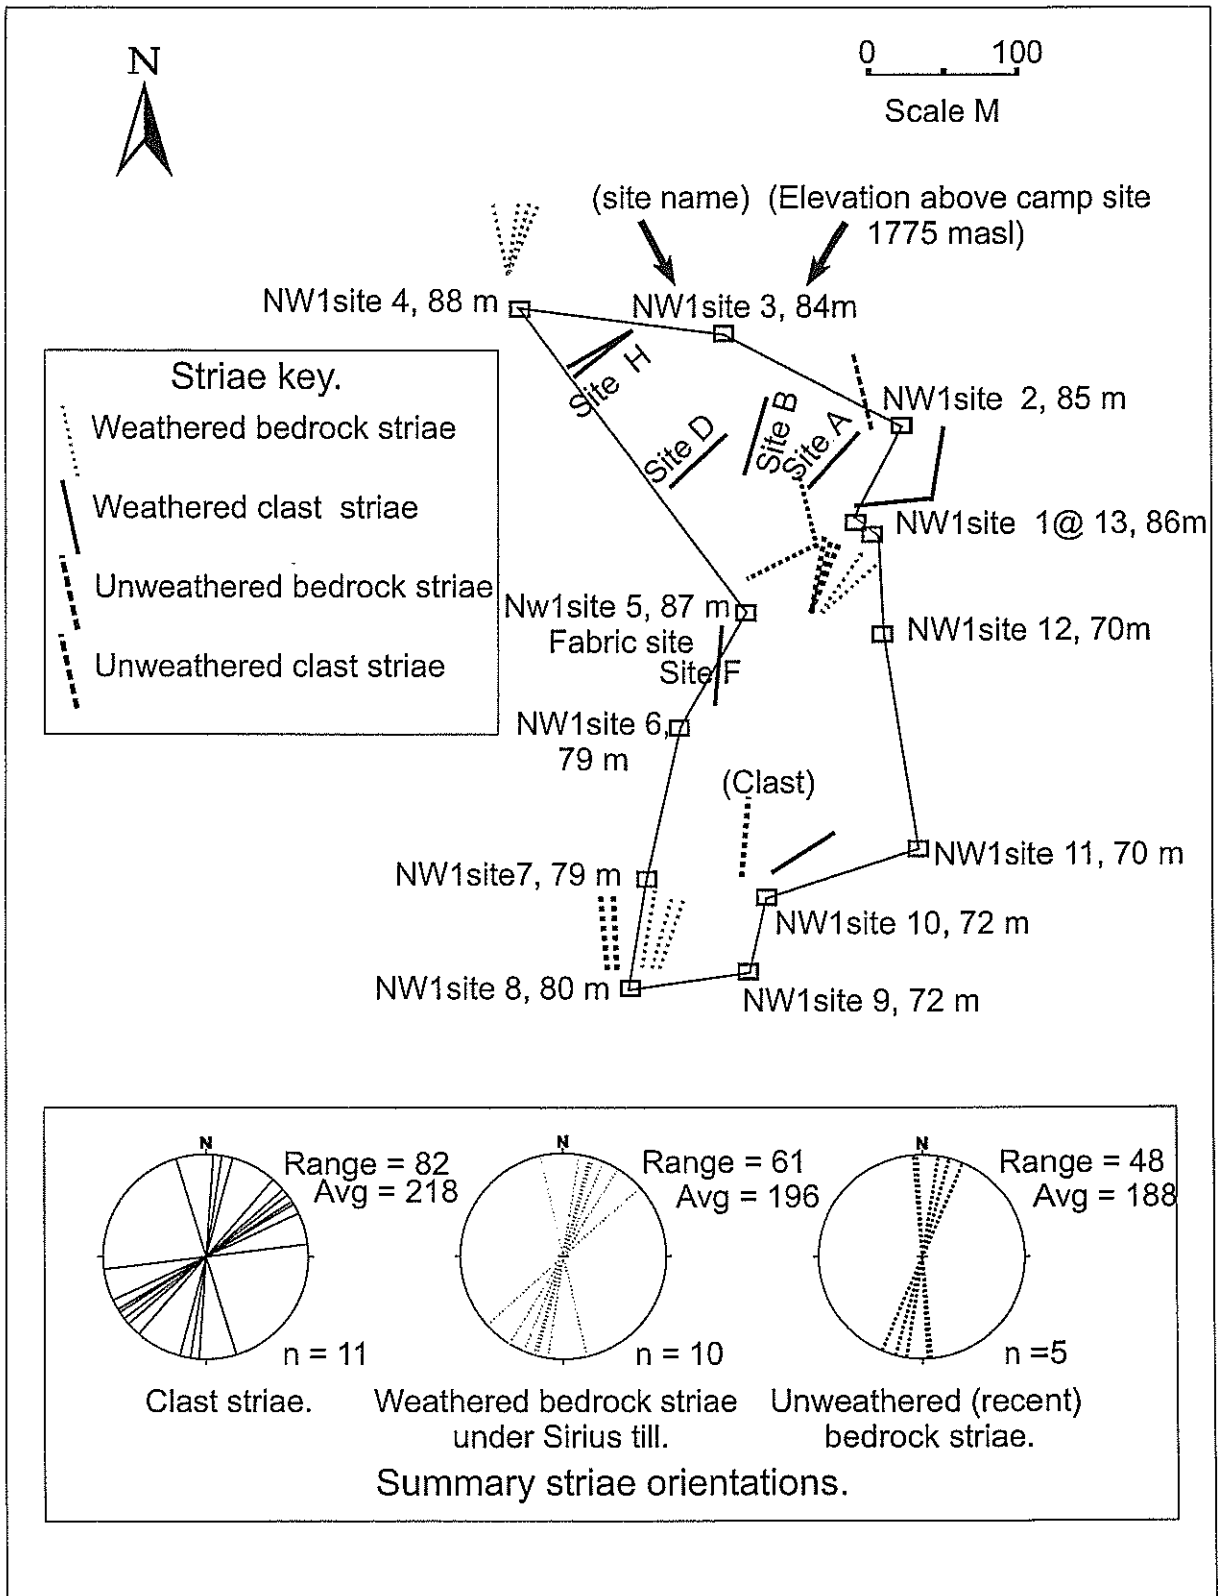 N
0 100
Scale M
(site name) (Elevation above camp site
1775 masl)
NW1site 4, 88 m
NW1site 3, 84m
Site H
Striae key.
Weathered bedrock striae
Weathered clast striae
Unweathered bedrock striae
Unweathered clast striae
NW1site 2, 85 m
Site D
Site B
Site A
NW1site 1@ 13, 86m
Nw1site 5, 87 m
Fabric site
Site F
NW1site 12, 70m
NW1site 6,
79 m
(Clast)
NW1site 11, 70 m
NW1site7, 79 m
NW1site 10, 72 m
NW1site 8, 80 m
NW1site 9, 72 m
N
Range = 82
Avg = 218
n = 11
Clast striae.
N
Range = 61
Avg = 196
n = 10
Weathered bedrock striae
under Sirius till.
N
Range = 48
Avg = 188
n =5
Unweathered (recent)
bedrock striae.
Summary striae orientations.